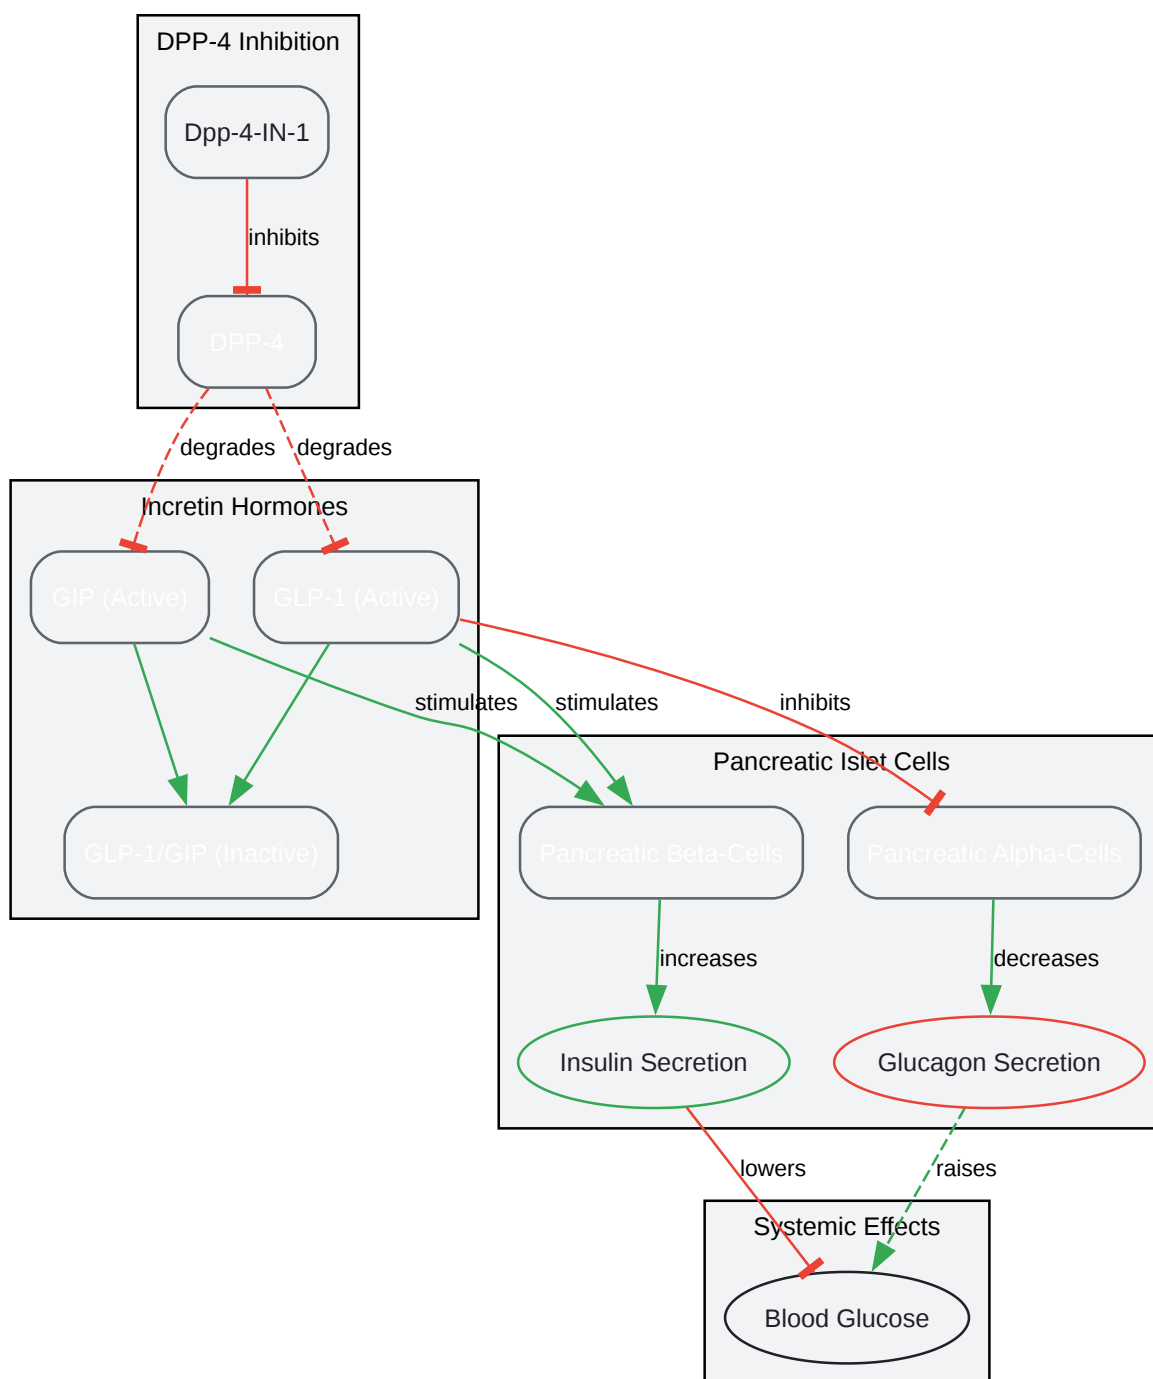 DPP-4 Inhibition
Dpp-4-IN-1
inhibits
DPP-4
degrades
degrades
Incretin Hormones
GIP (Active)
GLP-1 (Active)
stimulates
stimulates
inhibits
Pancreatic Islet Cells
GLP-1/GIP (Inactive)
Pancreatic Beta-Cells
Pancreatic Alpha-Cells
increases
decreases
Insulin Secretion
Glucagon Secretion
lowers
raises
Systemic Effects
Blood Glucose